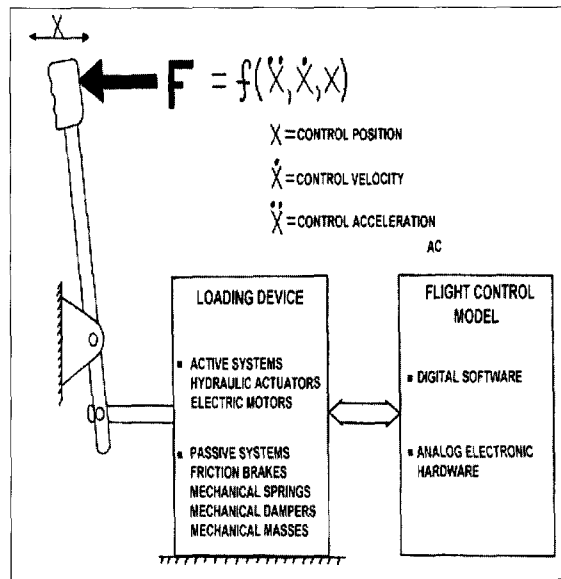 X
F = f(Ẍ, Ẋ, X)
X = CONTROL POSITION
Ẋ = CONTROL VELOCITY
Ẍ = CONTROL ACCELERATION
AC
LOADING DEVICE
▪ ACTIVE SYSTEMS
HYDRAULIC ACTUATORS
ELECTRIC MOTORS
▪ PASSIVE SYSTEMS
FRICTION BRAKES
MECHANICAL SPRINGS
MECHANICAL DAMPERS
MECHANICAL MASSES
FLIGHT CONTROL
MODEL
▪ DIGITAL SOFTWARE
▪ ANALOG ELECTRONIC
HARDWARE